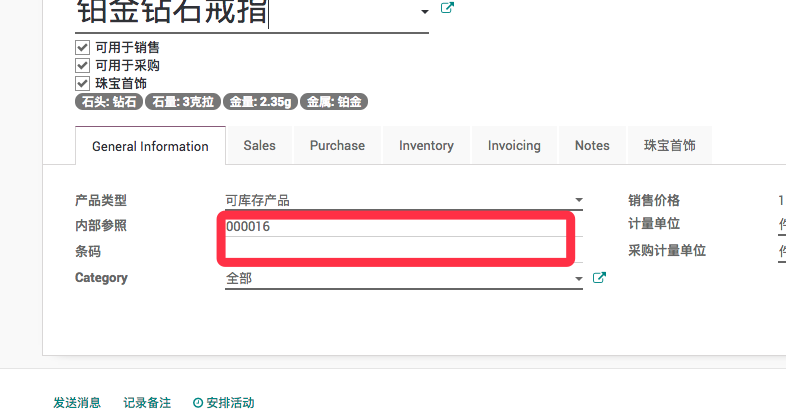 铂金钻石戒指
可用于销售
可用于采购
珠宝首饰
石头: 钻石 石量: 3克拉 金量: 2.35g 金属: 铂金
General Information Sales Purchase Inventory Invoicing Notes 珠宝首饰
产品类型 可库存产品 销售价格 1
内部参照 000016 计量单位 件
条码 采购计量单位 件
Category 全部
发送消息 记录备注 安排活动